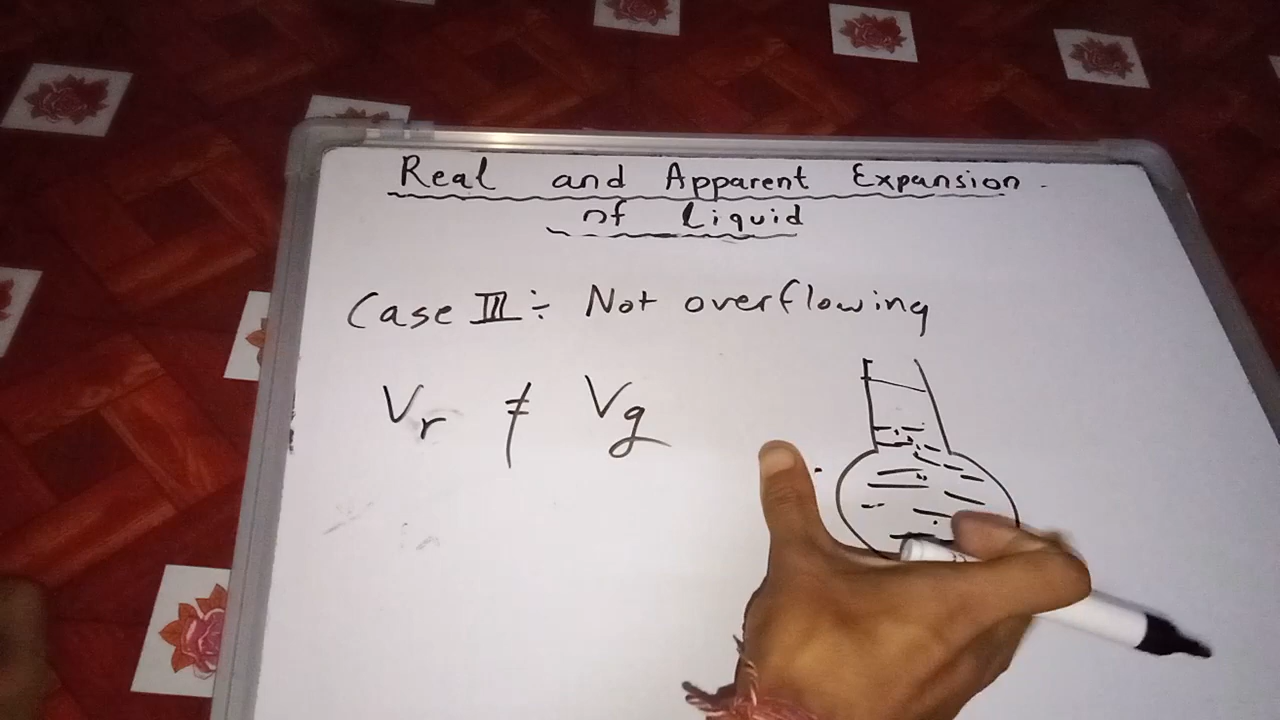 Real and Apparent Expansion
of Liquid
Case III ÷ Not overflowing
Vr ≠ Vg